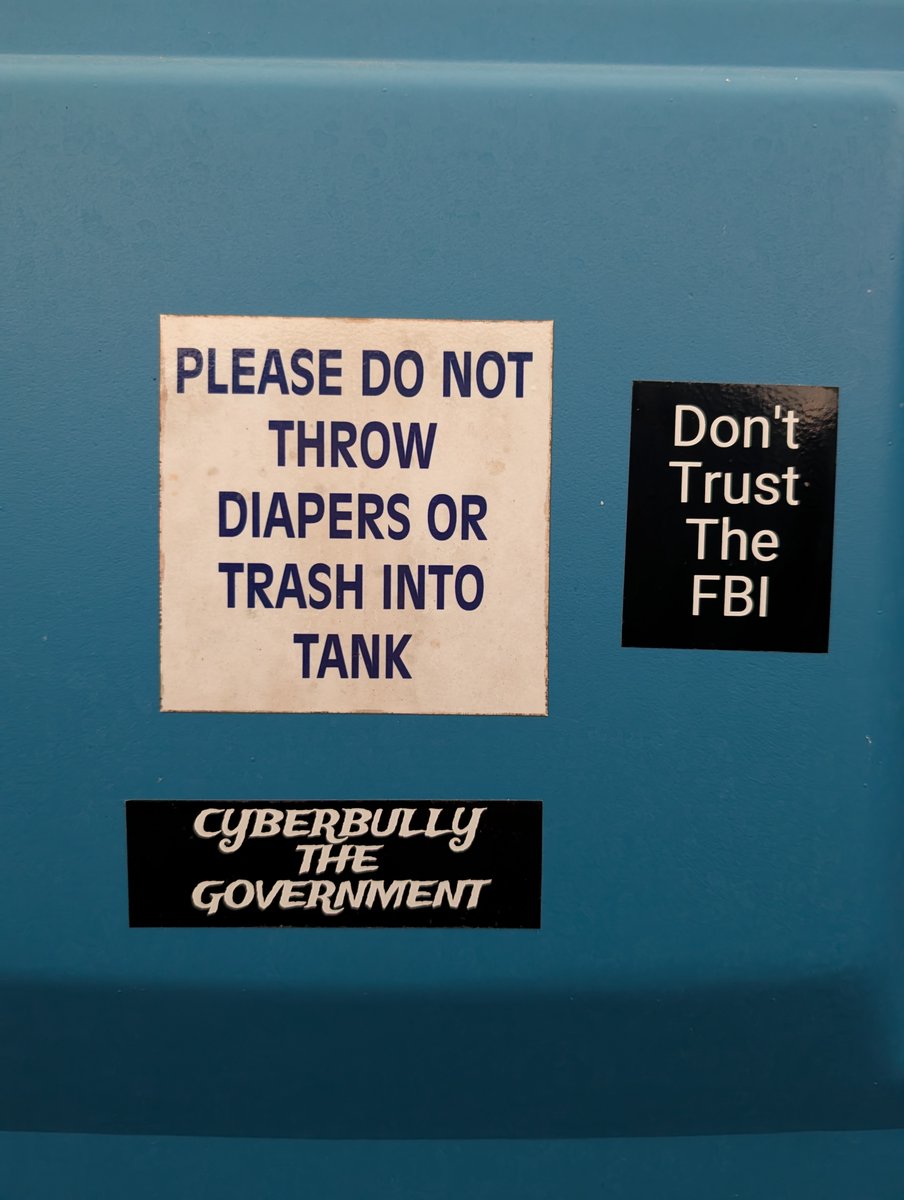 PLEASE DO NOT
THROW
DIAPERS OR
TRASH INTO
TANK
Don't
Trust
The
FBI
CYBERBULLY
THE
GOVERNMENT